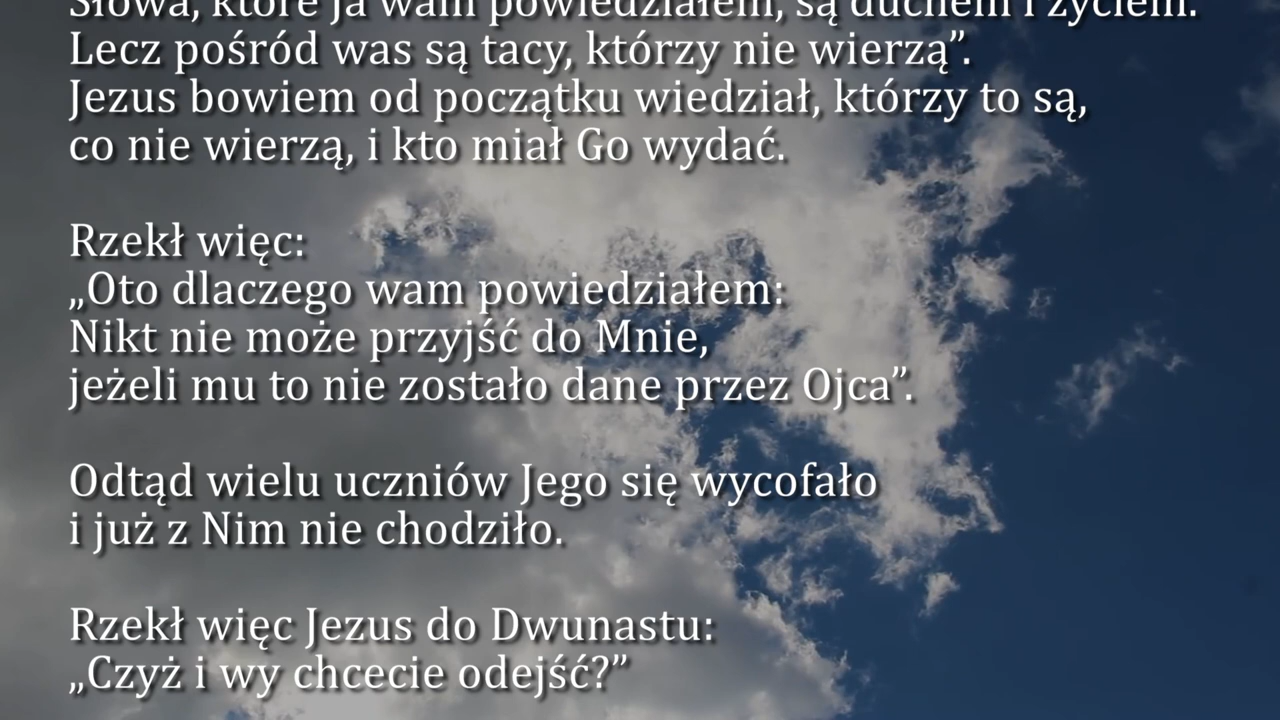 Słowa, które Ja wam powiedziałem, są duchem i życiem.
Lecz pośród was są tacy, którzy nie wierzą”.
Jezus bowiem od początku wiedział, którzy to są,
co nie wierzą, i kto miał Go wydać.
Rzekł więc:
„Oto dlaczego wam powiedziałem:
Nikt nie może przyjść do Mnie,
jeżeli mu to nie zostało dane przez Ojca”.
Odtąd wielu uczniów Jego się wycofało
i już z Nim nie chodziło.
Rzekł więc Jezus do Dwunastu:
„Czyż i wy chcecie odejść?”